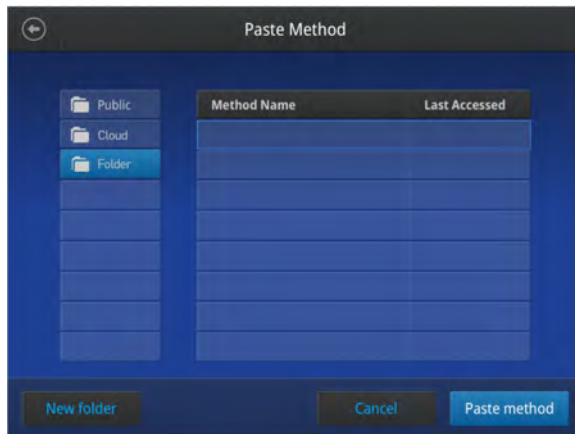 Paste Method
Public
Cloud
Folder
Method Name Last Accessed
New folder Cancel Paste method